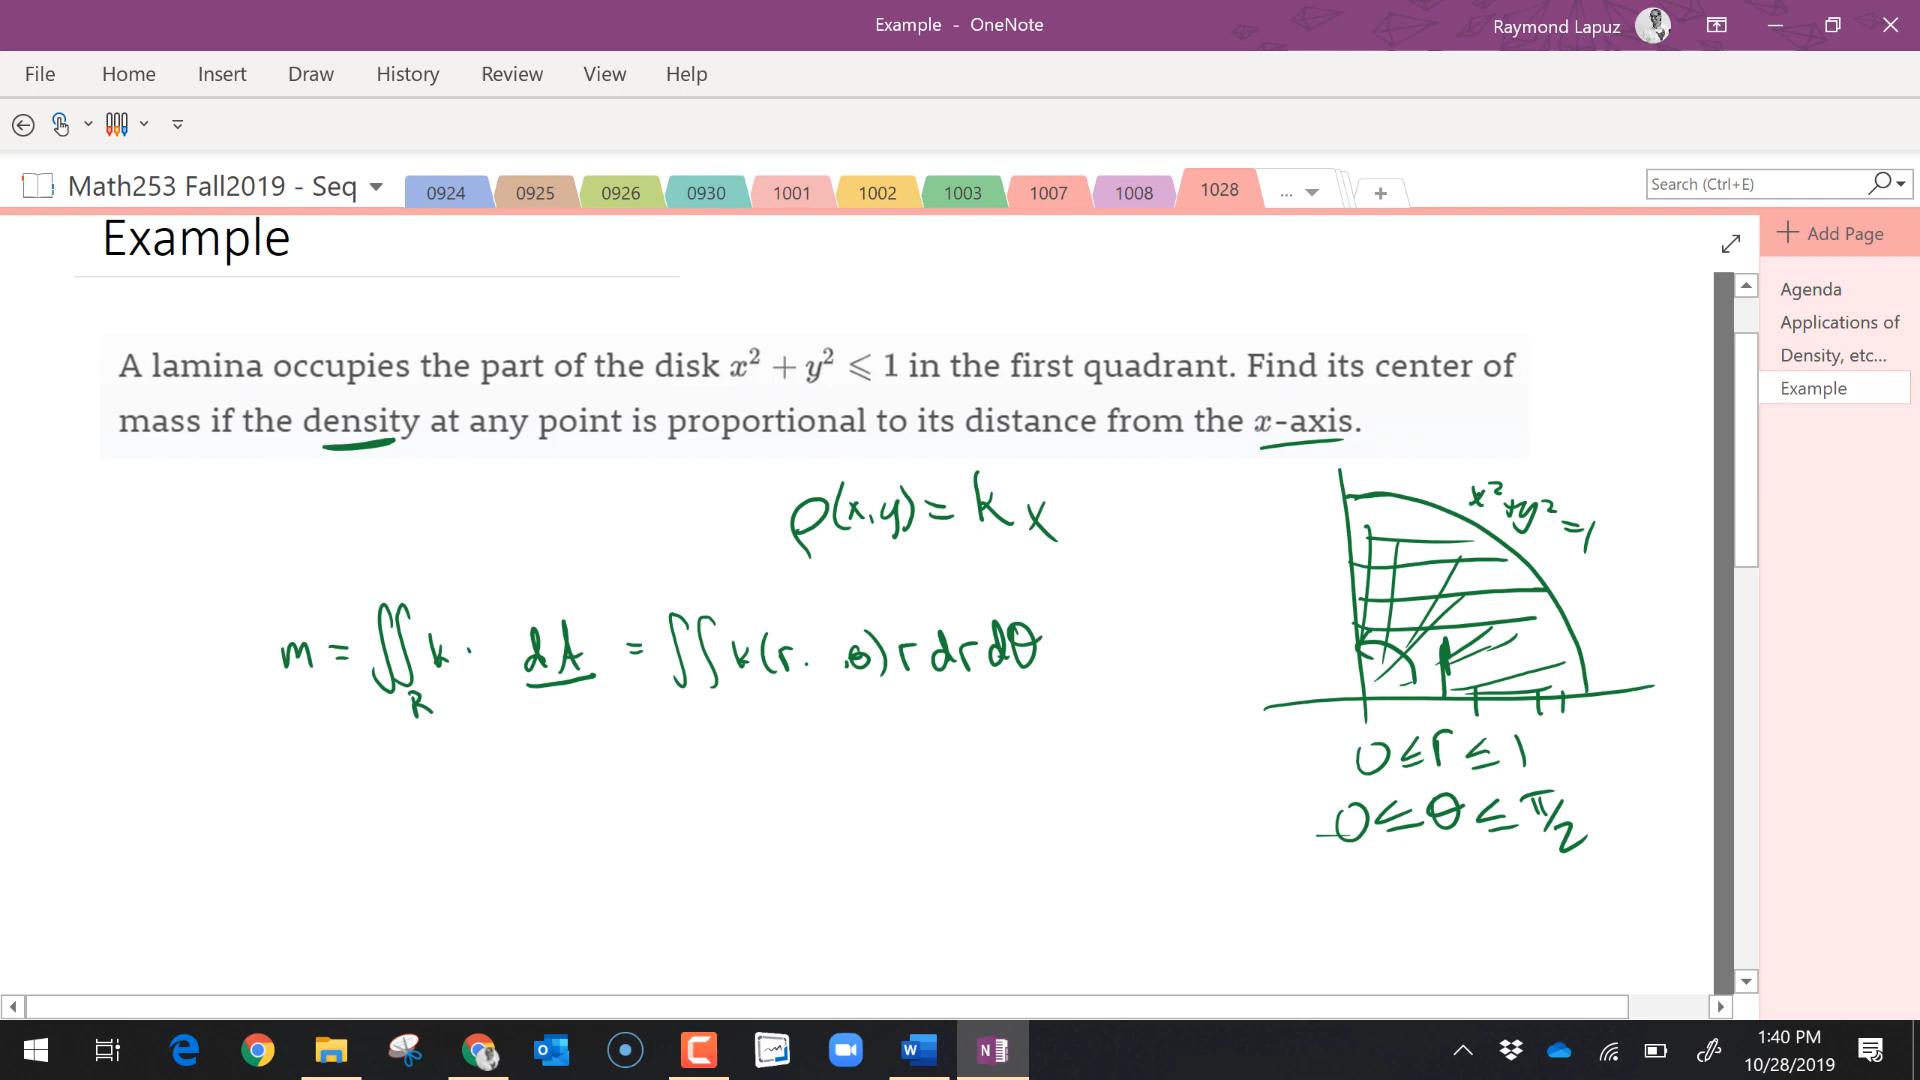 Example - OneNote
Raymond Lapuz
File Home Insert Draw History Review View Help
Math253 Fall2019 - Seq 0924 0925 0926 0930 1001 1002 1003 1007 1008 1028 ... + Search (Ctrl+E)
Example
A lamina occupies the part of the disk x² + y² ⩽ 1 in the first quadrant. Find its center of
mass if the density at any point is proportional to its distance from the x-axis.
ρ(x,y) = k x
x² + y² = 1
m = ∬_R k · dA = ∬ k(r· θ) r dr dθ
0 ≤ r ≤ 1
0 ≤ θ ≤ π/2
+ Add Page
Agenda
Applications of
Density, etc...
Example
1:40 PM
10/28/2019